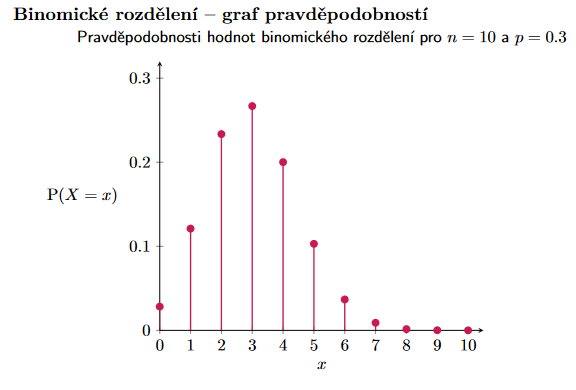 Binomické rozdělení – graf pravděpodobností
Pravděpodobnosti hodnot binomického rozdělení pro n = 10 a p = 0.3
0.3
0.2
P(X = x)
0.1
0
0 1 2 3 4 5 6 7 8 9 10
x